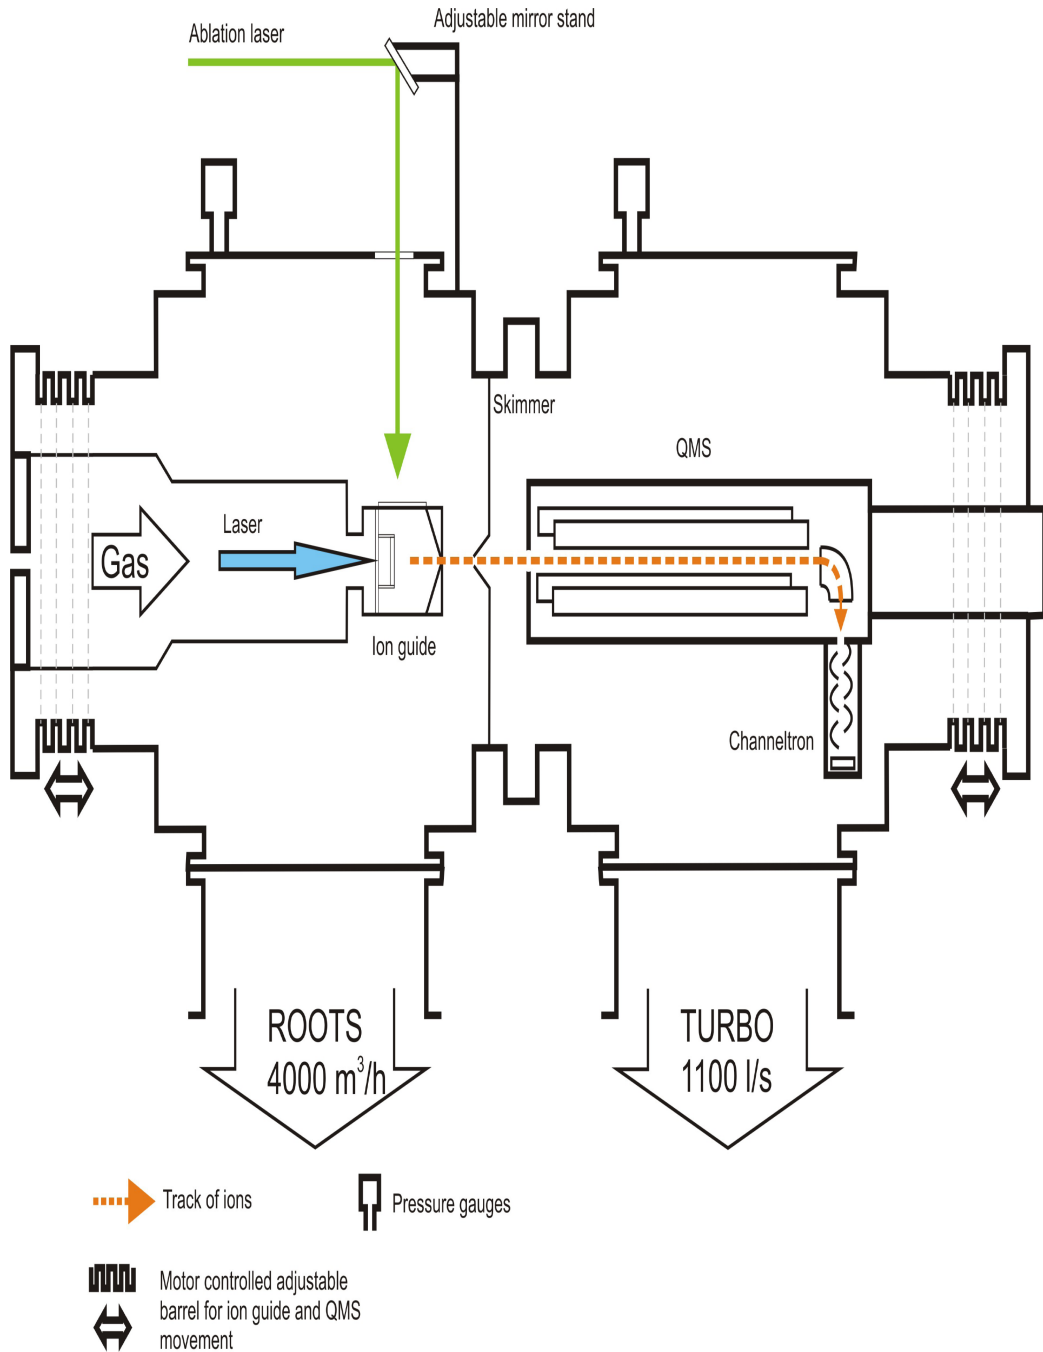 Adjustable mirror stand
Ablation laser
Skimmer
QMS
Laser
Gas
Ion guide
Channeltron
ROOTS
4000 m³/h
TURBO
1100 l/s
Track of ions
Pressure gauges
Motor controlled adjustable
barrel for ion guide and QMS
movement